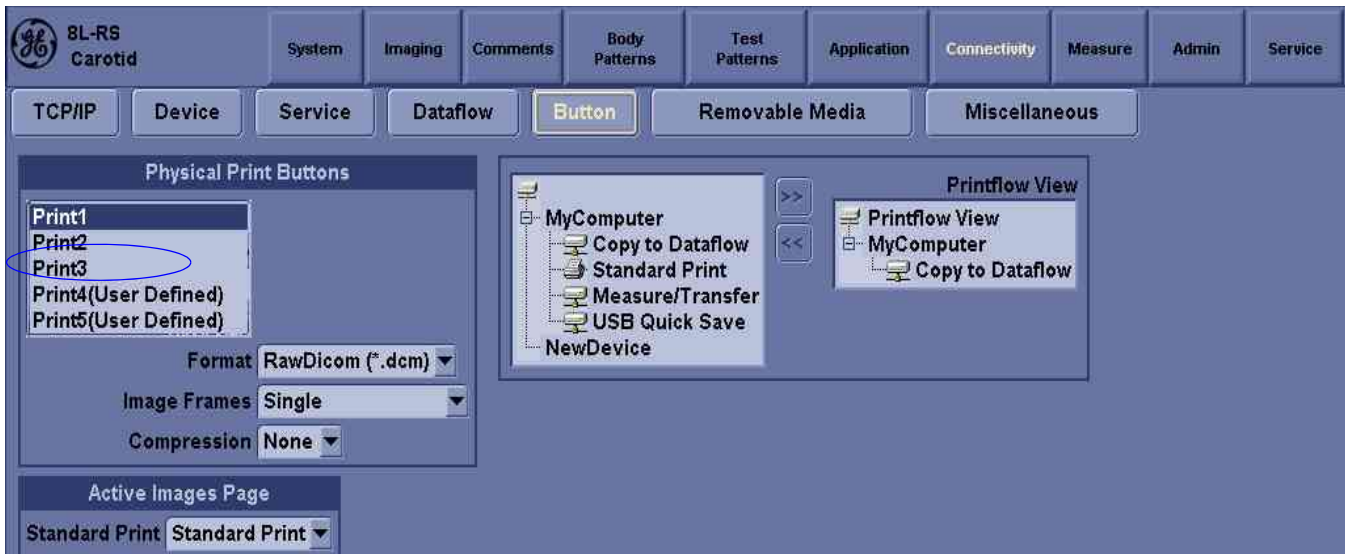 8L-RS
Carotid
System
Imaging
Comments
Body
Patterns
Test
Patterns
Application
Connectivity
Measure
Admin
Service
TCP/IP
Device
Service
Dataflow
Button
Removable Media
Miscellaneous
Physical Print Buttons
Print1
Print2
Print3
Print4(User Defined)
Print5(User Defined)
Format RawDicom (*.dcm)
Image Frames Single
Compression None
Active Images Page
Standard Print Standard Print
MyComputer
Copy to Dataflow
Standard Print
Measure/Transfer
USB Quick Save
NewDevice
>>
<<
Printflow View
Printflow View
MyComputer
Copy to Dataflow